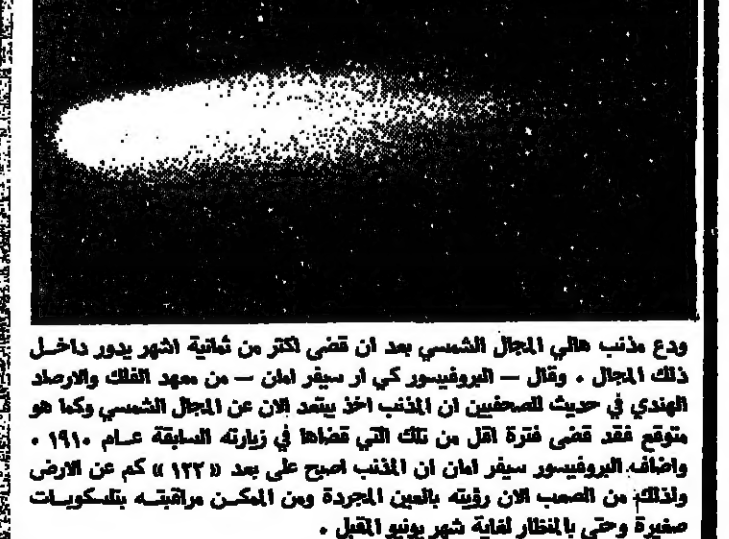 ودع مذنب هالي المجال الشمسي بعد ان قضى اكثر من ثمانية اشهر يدور داخل
ذلك المجال . وقال — البروفيسور كي ار سيفر امان — من معهد الفلك والارصاد
الهندي في حديث للصحفيين ان المذنب اخذ يبتعد الان عن المجال الشمسي وكما هو
متوقع فقد قضى فترة اقل من تلك التي قضاها في زيارته السابقة عام ١٩١٠ .
واضاف البروفيسور سيفر امان ان المذنب اصبح على بعد « ١٢٢ » كم عن الارض
ولذلك من الصعب الان رؤيته بالعين المجردة ومن الممكن مراقبته بتلسكوبات
صغيرة وحتى بالمنظار لغاية شهر يونيو المقبل .